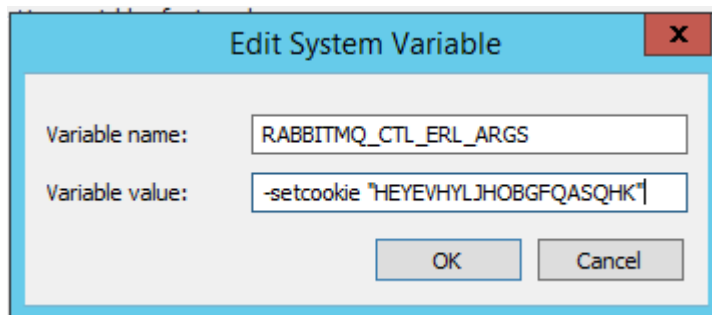 Edit System Variable
x
Variable name: RABBITMQ_CTL_ERL_ARGS
Variable value: -setcookie "HEYEVHYLJHOBGFQASQHK"
OK Cancel